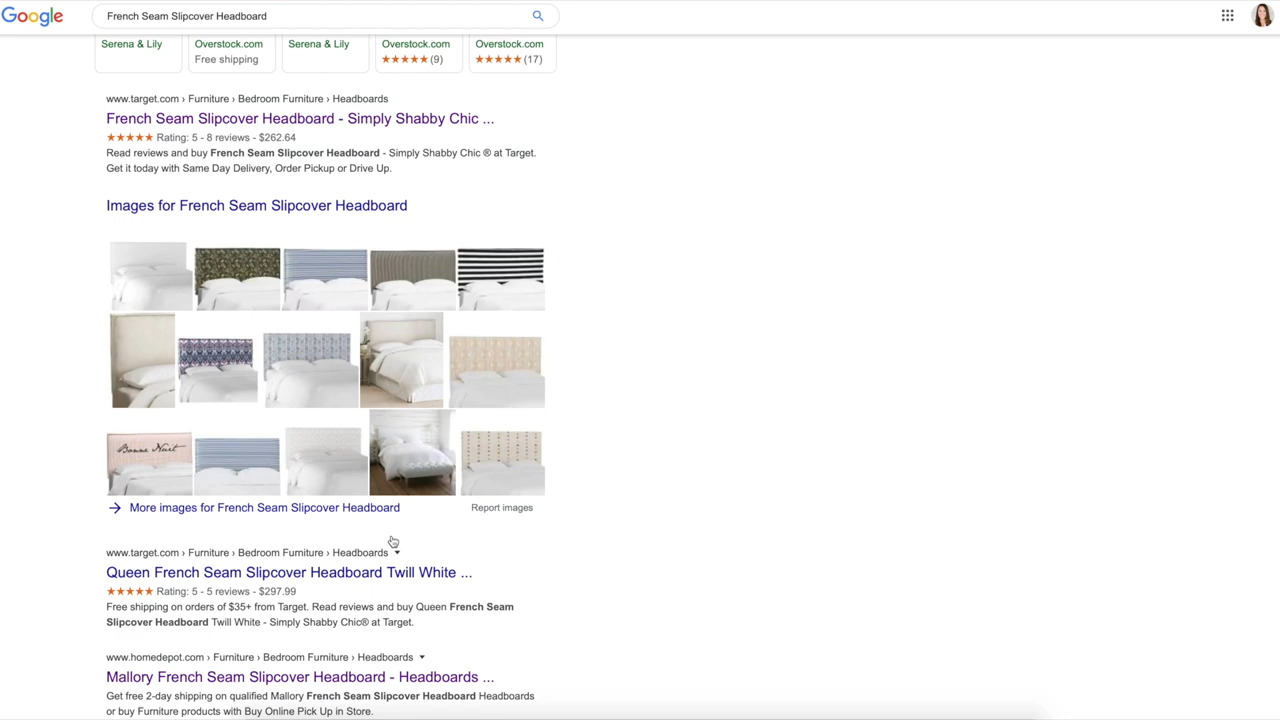 Google
French Seam Slipcover Headboard
Serena & Lily
Overstock.com
Free shipping
Serena & Lily
Overstock.com
★★★★★ (9)
Overstock.com
★★★★★ (17)
www.target.com › Furniture › Bedroom Furniture › Headboards
French Seam Slipcover Headboard - Simply Shabby Chic ...
★★★★★ Rating: 5 - 8 reviews - $262.64
Read reviews and buy French Seam Slipcover Headboard - Simply Shabby Chic ® at Target.
Get it today with Same Day Delivery, Order Pickup or Drive Up.
Images for French Seam Slipcover Headboard
Bonne Nuit
More images for French Seam Slipcover Headboard
Report images
www.target.com › Furniture › Bedroom Furniture › Headboards
Queen French Seam Slipcover Headboard Twill White ...
★★★★★ Rating: 5 - 5 reviews - $297.99
Free shipping on orders of $35+ from Target. Read reviews and buy Queen French Seam
Slipcover Headboard Twill White - Simply Shabby Chic® at Target.
www.homedepot.com › Furniture › Bedroom Furniture › Headboards
Mallory French Seam Slipcover Headboard - Headboards ...
Get free 2-day shipping on qualified Mallory French Seam Slipcover Headboard Headboards
or buy Furniture products with Buy Online Pick Up in Store.